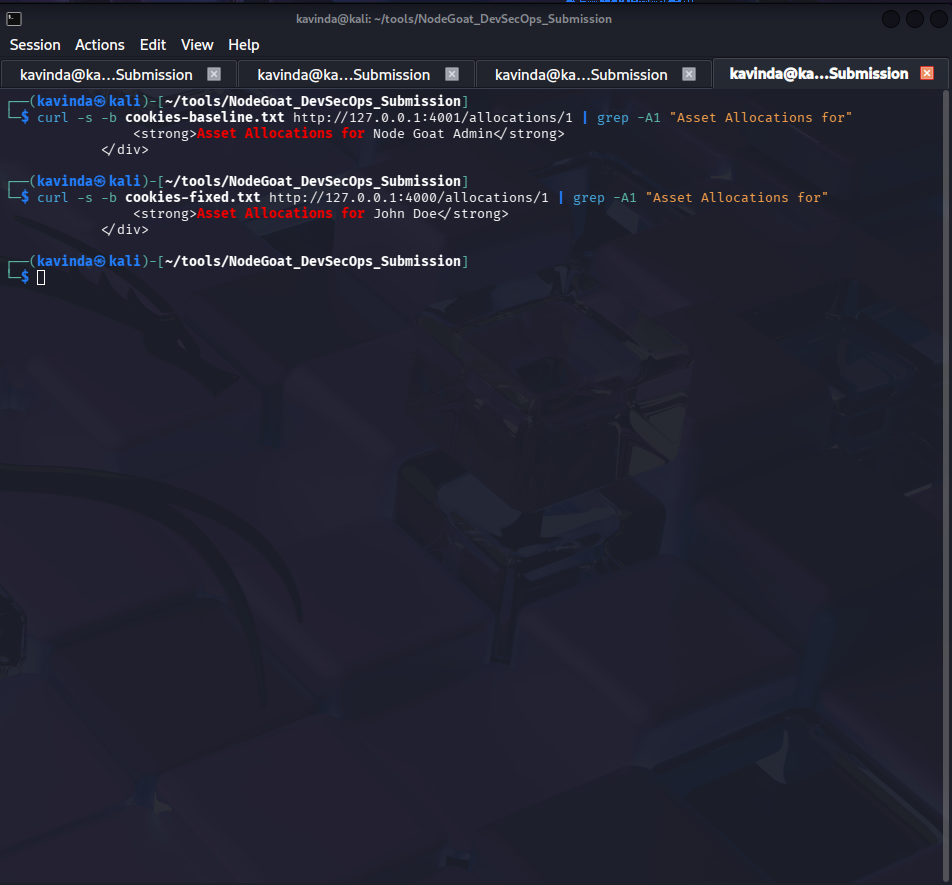 kavinda@kali: ~/tools/NodeGoat_DevSecOps_Submission
Session Actions Edit View Help
kavinda@ka...Submission kavinda@ka...Submission kavinda@ka...Submission kavinda@ka...Submission
┌──(kavinda㉿kali)-[~/tools/NodeGoat_DevSecOps_Submission]
└─$ curl -s -b cookies-baseline.txt http://127.0.0.1:4001/allocations/1 | grep -A1 "Asset Allocations for"
<strong>Asset Allocations for Node Goat Admin</strong>
</div>
┌──(kavinda㉿kali)-[~/tools/NodeGoat_DevSecOps_Submission]
└─$ curl -s -b cookies-fixed.txt http://127.0.0.1:4000/allocations/1 | grep -A1 "Asset Allocations for"
<strong>Asset Allocations for John Doe</strong>
</div>
┌──(kavinda㉿kali)-[~/tools/NodeGoat_DevSecOps_Submission]
└─$